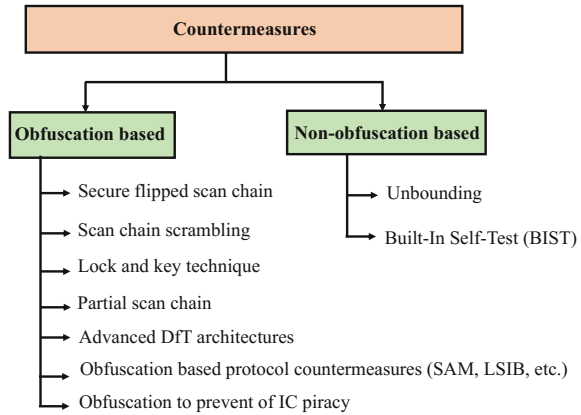 Countermeasures
Obfuscation based
Non-obfuscation based
Secure flipped scan chain
Scan chain scrambling
Lock and key technique
Partial scan chain
Advanced DfT architectures
Obfuscation based protocol countermeasures (SAM, LSIB, etc.)
Obfuscation to prevent of IC piracy
Unbounding
Built-In Self-Test (BIST)